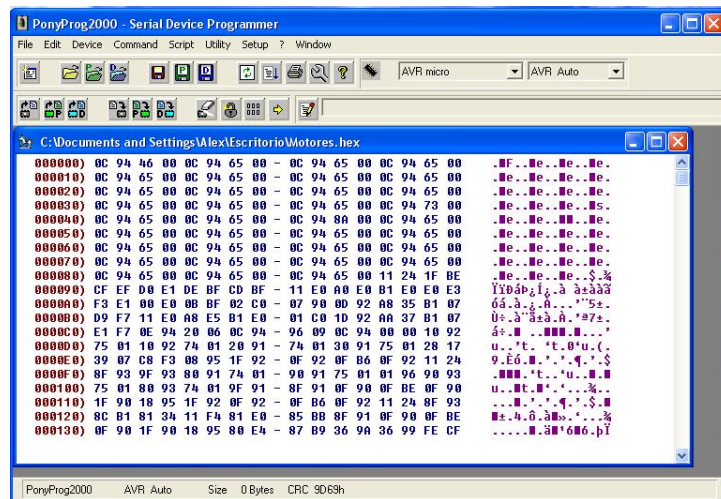 PonyProg2000 - Serial Device Programmer
File Edit Device Command Script Utility Setup ? Window
AVR micro AVR Auto
C:\Documents and Settings\Alex\Escritorio\Motores.hex
000000) 0C 94 46 00 0C 94 65 00 - 0C 94 65 00 0C 94 65 00 .■F..■e..■e..■e.
000010) 0C 94 65 00 0C 94 65 00 - 0C 94 65 00 0C 94 65 00 .■e..■e..■e..■e.
000020) 0C 94 65 00 0C 94 65 00 - 0C 94 65 00 0C 94 65 00 .■e..■e..■e..■e.
000030) 0C 94 65 00 0C 94 65 00 - 0C 94 65 00 0C 94 73 00 .■e..■e..■e..■s.
000040) 0C 94 65 00 0C 94 65 00 - 0C 94 8A 00 0C 94 65 00 .■e..■e..■■..■e.
000050) 0C 94 65 00 0C 94 65 00 - 0C 94 65 00 0C 94 65 00 .■e..■e..■e..■e.
000060) 0C 94 65 00 0C 94 65 00 - 0C 94 65 00 0C 94 65 00 .■e..■e..■e..■e.
000070) 0C 94 65 00 0C 94 65 00 - 0C 94 65 00 0C 94 65 00 .■e..■e..■e..■e.
000080) 0C 94 65 00 0C 94 65 00 - 0C 94 65 00 11 24 1F BE .■e..■e..■e..$.¾
000090) CF EF D0 E1 DE BF CD BF - 11 E0 A0 E0 B1 E0 E0 E3 ÏïÐáÞ¿Í¿.à à±ààã
0000A0) F3 E1 00 E0 0B BF 02 C0 - 07 90 0D 92 A8 35 B1 07 óá.à.¿.À...'¨5±.
0000B0) D9 F7 11 E0 A8 E5 B1 E0 - 01 C0 1D 92 AA 37 B1 07 Ù÷.à¨å±à.À.'ª7±.
0000C0) E1 F7 0E 94 20 06 0C 94 - 96 09 0C 94 00 00 10 92 á÷.■ ..■■.■...'
0000D0) 75 01 10 92 74 01 20 91 - 74 01 30 91 75 01 28 17 u..'t. 't.0'u.(.
0000E0) 39 07 C8 F3 08 95 1F 92 - 0F 92 0F B6 0F 92 11 24 9.Èó.■.'.'.¶.'.$
0000F0) 8F 93 9F 93 80 91 74 01 - 90 91 75 01 01 96 90 93 .■■■.'t..'u..■.■
000100) 75 01 80 93 74 01 9F 91 - 8F 91 0F 90 0F BE 0F 90 u..■t.■'.'...¾..
000110) 1F 90 18 95 1F 92 0F 92 - 0F B6 0F 92 11 24 8F 93 ...■.'.'.¶.'.$.■
000120) 8C B1 81 34 11 F4 81 E0 - 85 BB 8F 91 0F 90 0F BE ■±.4.ô.à■».'...¾
000130) 0F 90 1F 90 18 95 80 E4 - 87 B9 36 9A 36 99 FE CF .....■.ä■¹6■6.þÏ
PonyProg2000 AVR Auto Size 0 Bytes CRC 9D69h